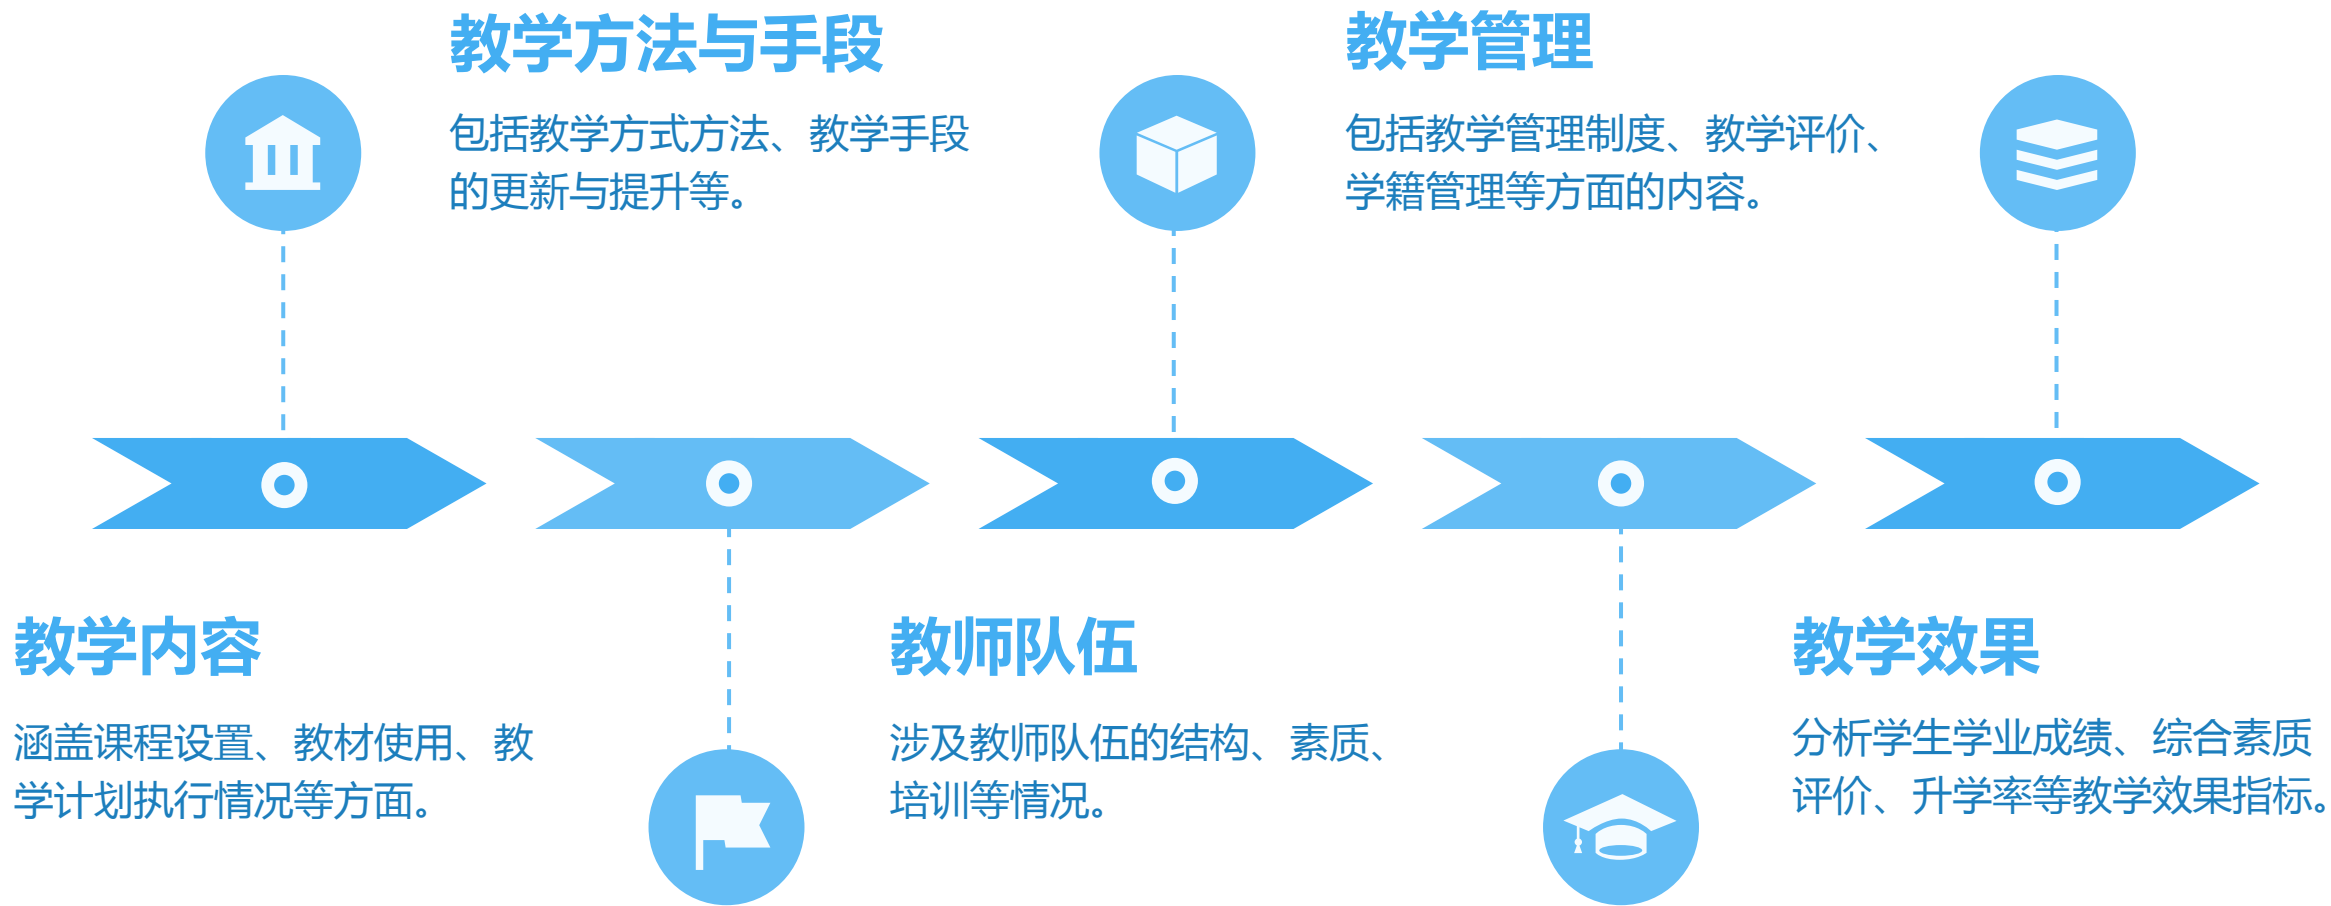 教学方法与手段
包括教学方式方法、教学手段
的更新与提升等。
教学管理
包括教学管理制度、教学评价、
学籍管理等方面的内容。
教学内容
涵盖课程设置、教材使用、教
学计划执行情况等方面。
教师队伍
涉及教师队伍的结构、素质、
培训等情况。
教学效果
分析学生学业成绩、综合素质
评价、升学率等教学效果指标。